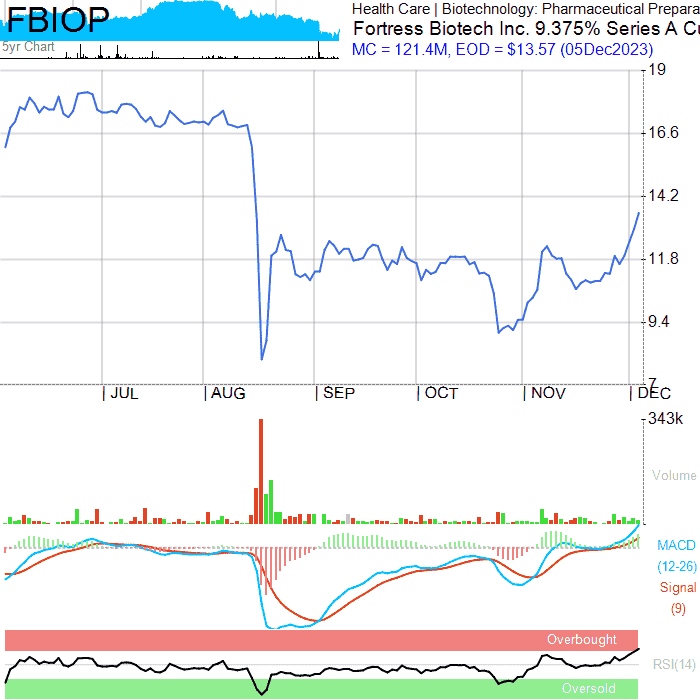 FBIOP
5yr Chart
Health Care | Biotechnology: Pharmaceutical Prepara
Fortress Biotech Inc. 9.375% Series A Cu
MC = 121.4M, EOD = $13.57 (05Dec2023)
19
16.6
14.2
11.8
9.4
7
| JUL | AUG | SEP | OCT | NOV | DEC
343k
Volume
MACD
(12-26)
Signal
(9)
Overbought
RSI(14)
Oversold